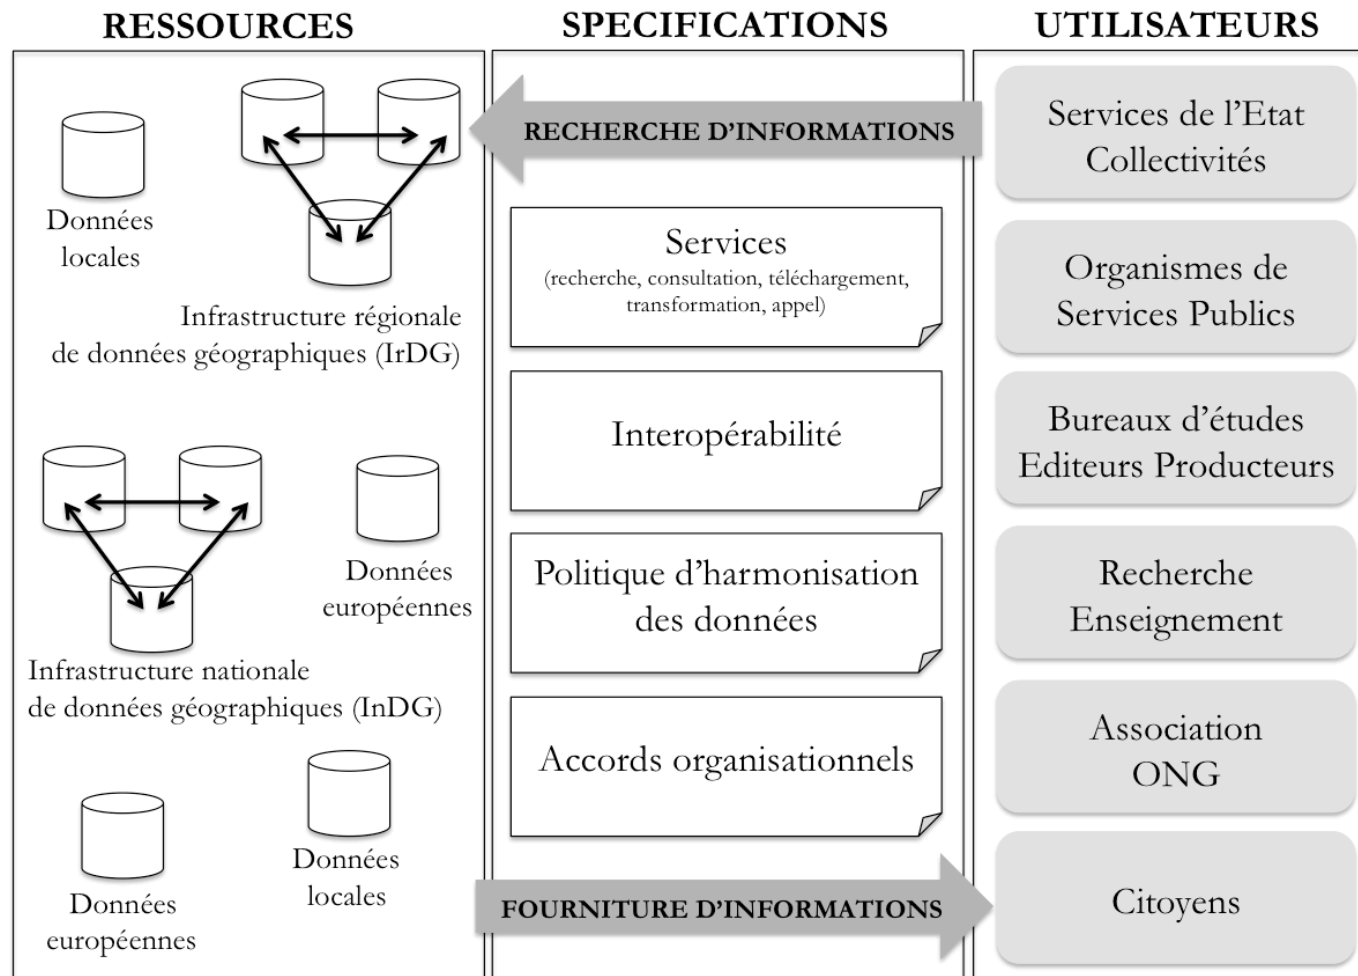 RESSOURCES
Données
locales
Infrastructure régionale
de données géographiques (IrDG)
Données
européennes
Infrastructure nationale
de données géographiques (InDG)
Données
locales
Données
européennes
SPECIFICATIONS
RECHERCHE D'INFORMATIONS
Services
(recherche, consultation, téléchargement,
transformation, appel)
Interopérabilité
Politique d'harmonisation
des données
Accords organisationnels
FOURNITURE D'INFORMATIONS
UTILISATEURS
Services de l'Etat
Collectivités
Organismes de
Services Publics
Bureaux d'études
Editeurs Producteurs
Recherche
Enseignement
Association
ONG
Citoyens